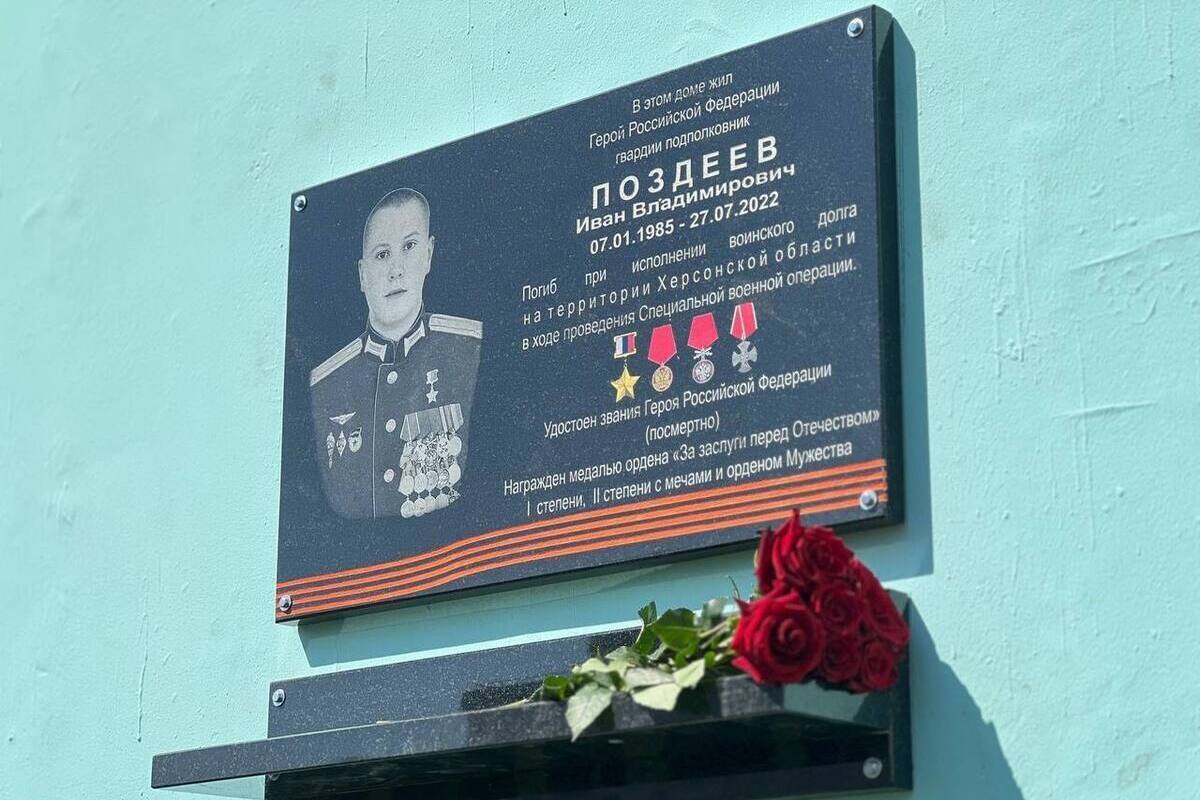 В этом доме жил
Герой Российской Федерации
гвардии подполковник
ПОЗДЕЕВ
Иван Владимирович
07.01.1985 - 27.07.2022
Погиб при исполнении воинского долга
на территории Херсонской области
в ходе проведения Специальной военной операции.
Удостоен звания Героя Российской Федерации
(посмертно)
Награжден медалью ордена «За заслуги перед Отечеством»
I степени, II степени с мечами и орденом Мужества